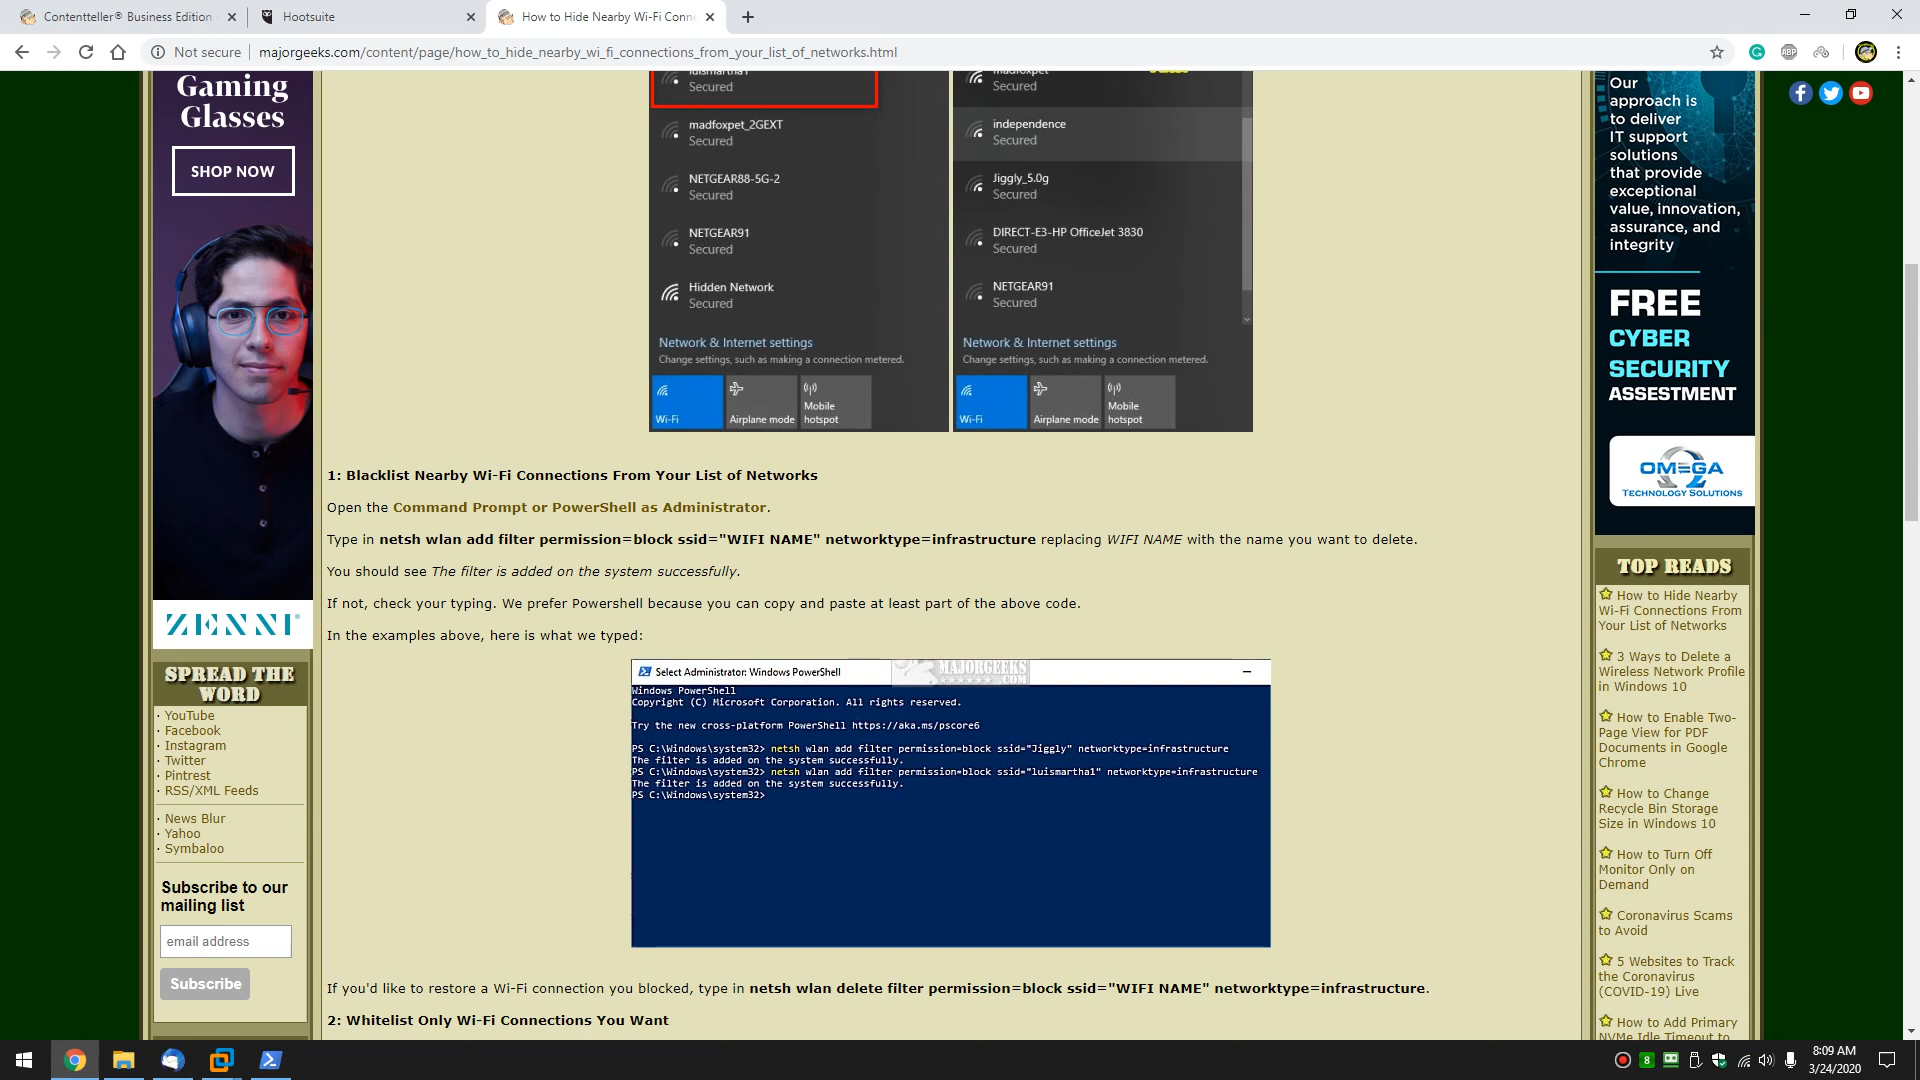 Contentteller® Business Edition
Hootsuite
How to Hide Nearby Wi-Fi Conn
Not secure
majorgeeks.com/content/page/how_to_hide_nearby_wi_fi_connections_from_your_list_of_networks.html
Gaming
Glasses
SHOP NOW
ZENNI®
SPREAD THE
WORD
· YouTube
· Facebook
· Instagram
· Twitter
· Pintrest
· RSS/XML Feeds
· News Blur
· Yahoo
· Symbaloo
Subscribe to our
mailing list
email address
Subscribe
luismartha1
Secured
madfoxpet_2GEXT
Secured
NETGEAR88-5G-2
Secured
NETGEAR91
Secured
Hidden Network
Secured
Network & Internet settings
Change settings, such as making a connection metered.
Wi-Fi
Airplane mode
Mobile
hotspot
madfoxpet
Secured
independence
Secured
Jiggly_5.0g
Secured
DIRECT-E3-HP OfficeJet 3830
Secured
NETGEAR91
Secured
Network & Internet settings
Change settings, such as making a connection metered.
Wi-Fi
Airplane mode
Mobile
hotspot
1: Blacklist Nearby Wi-Fi Connections From Your List of Networks
Open the Command Prompt or PowerShell as Administrator.
Type in netsh wlan add filter permission=block ssid="WIFI NAME" networktype=infrastructure replacing WIFI NAME with the name you want to delete.
You should see The filter is added on the system successfully.
If not, check your typing. We prefer Powershell because you can copy and paste at least part of the above code.
In the examples above, here is what we typed:
Select Administrator: Windows PowerShell
MAJORGEEKS
.COM
Windows PowerShell
Copyright (C) Microsoft Corporation. All rights reserved.
Try the new cross-platform PowerShell https://aka.ms/pscore6
PS C:\Windows\system32> netsh wlan add filter permission=block ssid="Jiggly" networktype=infrastructure
The filter is added on the system successfully.
PS C:\Windows\system32> netsh wlan add filter permission=block ssid="luismartha1" networktype=infrastructure
The filter is added on the system successfully.
PS C:\Windows\system32>
If you'd like to restore a Wi-Fi connection you blocked, type in netsh wlan delete filter permission=block ssid="WIFI NAME" networktype=infrastructure.
2: Whitelist Only Wi-Fi Connections You Want
Our
approach is
to deliver
IT support
solutions
that provide
exceptional
value, innovation,
assurance, and
integrity
FREE
CYBER
SECURITY
ASSESTMENT
OMEGA
TECHNOLOGY SOLUTIONS
TOP READS
How to Hide Nearby
Wi-Fi Connections From
Your List of Networks
3 Ways to Delete a
Wireless Network Profile
in Windows 10
How to Enable Two-
Page View for PDF
Documents in Google
Chrome
How to Change
Recycle Bin Storage
Size in Windows 10
How to Turn Off
Monitor Only on
Demand
Coronavirus Scams
to Avoid
5 Websites to Track
the Coronavirus
(COVID-19) Live
How to Add Primary
NVMe Idle Timeout to
8
8:09 AM
3/24/2020